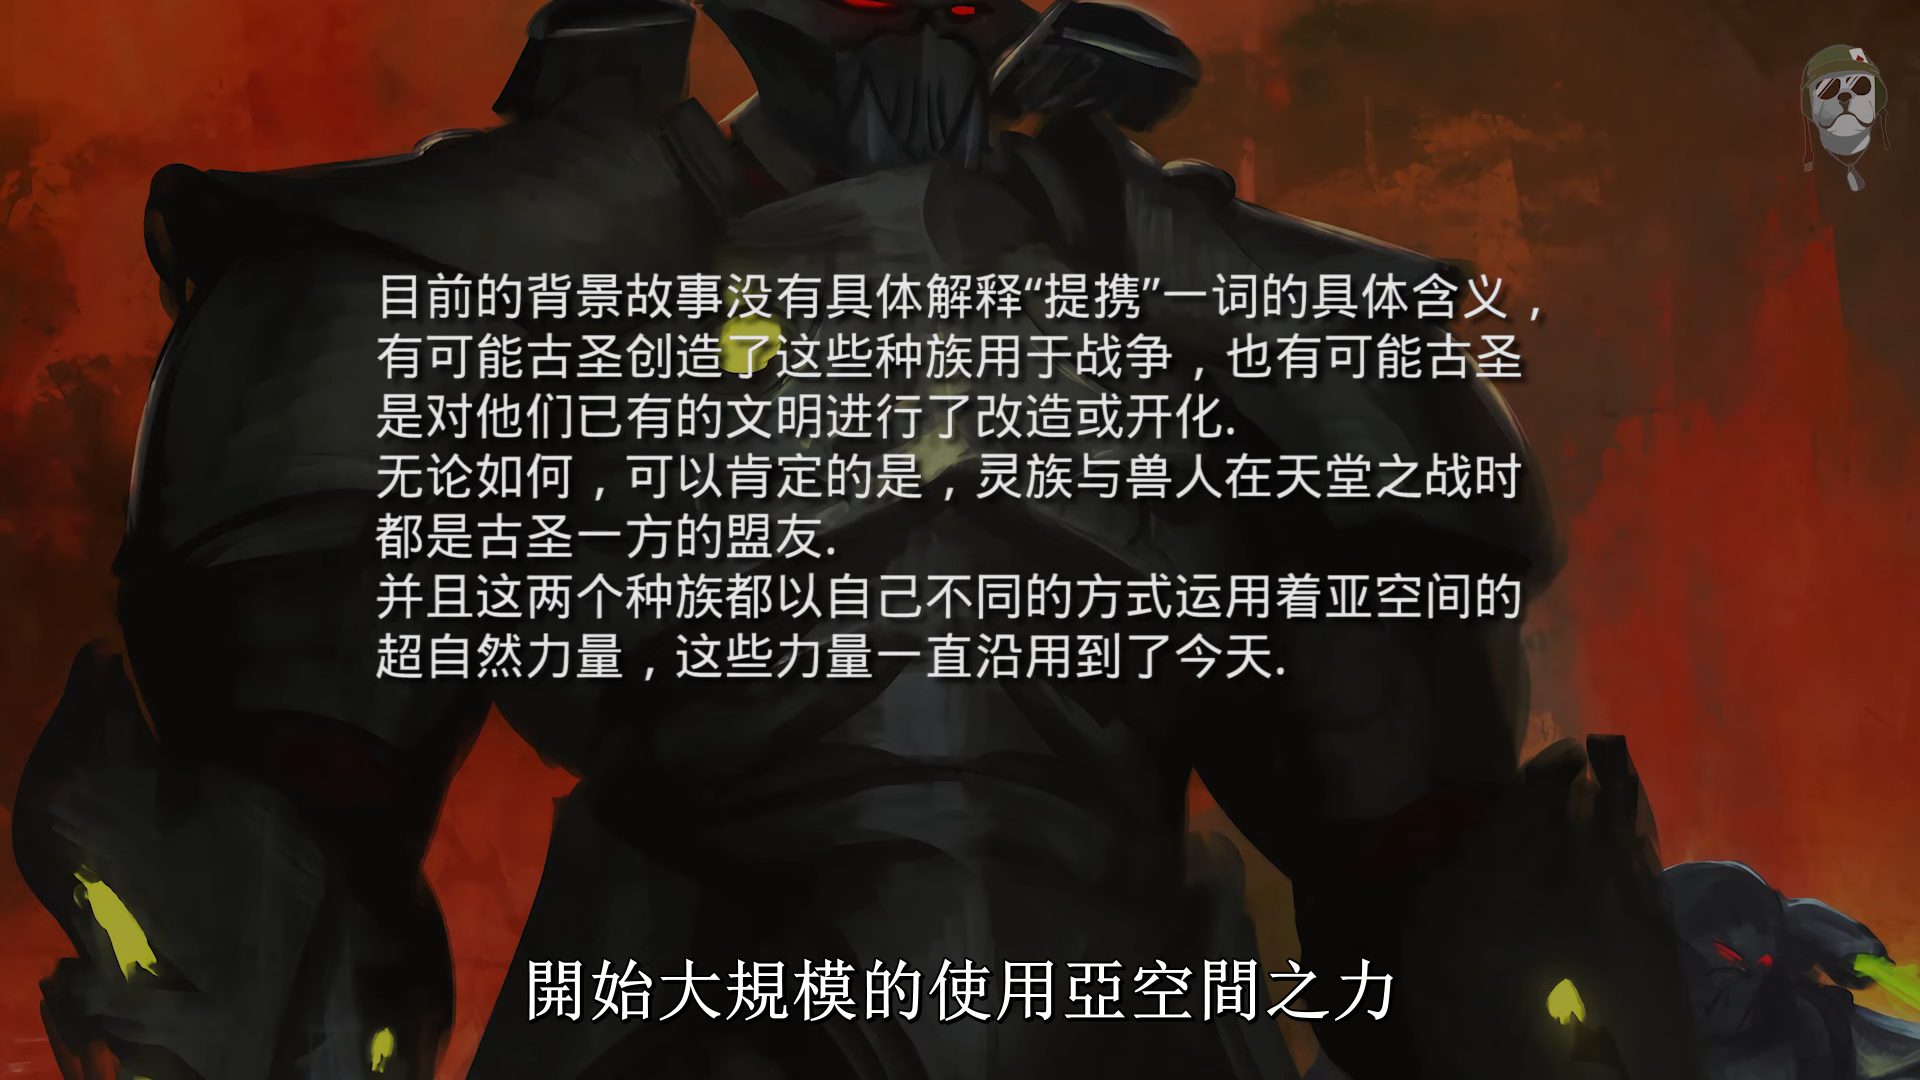 目前的背景故事没有具体解释“提携”一词的具体含义，
有可能古圣创造了这些种族用于战争，也有可能古圣
是对他们已有的文明进行了改造或开化.
无论如何，可以肯定的是，灵族与兽人在天堂之战时
都是古圣一方的盟友.
并且这两个种族都以自己不同的方式运用着亚空间的
超自然力量，这些力量一直沿用到了今天.
開始大規模的使用亞空間之力